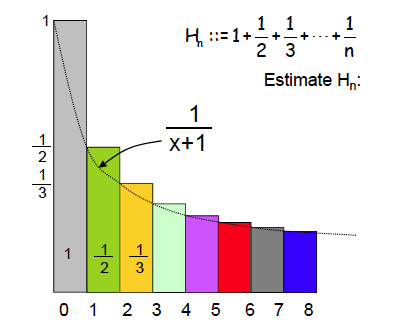 Hₙ ::= 1 + 1/2 + 1/3 + ⋯ + 1/n
Estimate Hₙ:
1
1/(x+1)
1/2
1/3
1 1/2 1/3
0 1 2 3 4 5 6 7 8